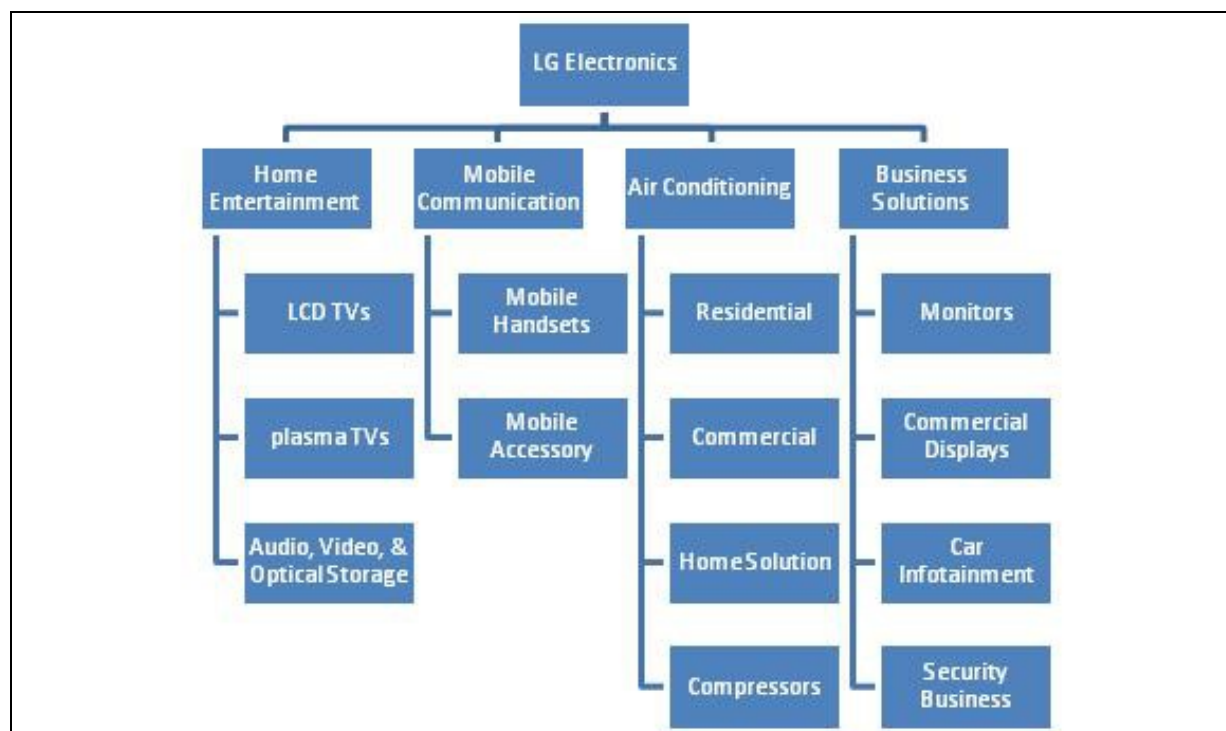 LG Electronics
Home
Entertainment
Mobile
Communication
Air Conditioning
Business
Solutions
LCD TVs
plasma TVs
Audio, Video, &
Optical Storage
Mobile
Handsets
Mobile
Accessory
Residential
Commercial
Home Solution
Compressors
Monitors
Commercial
Displays
Car
Infotainment
Security
Business